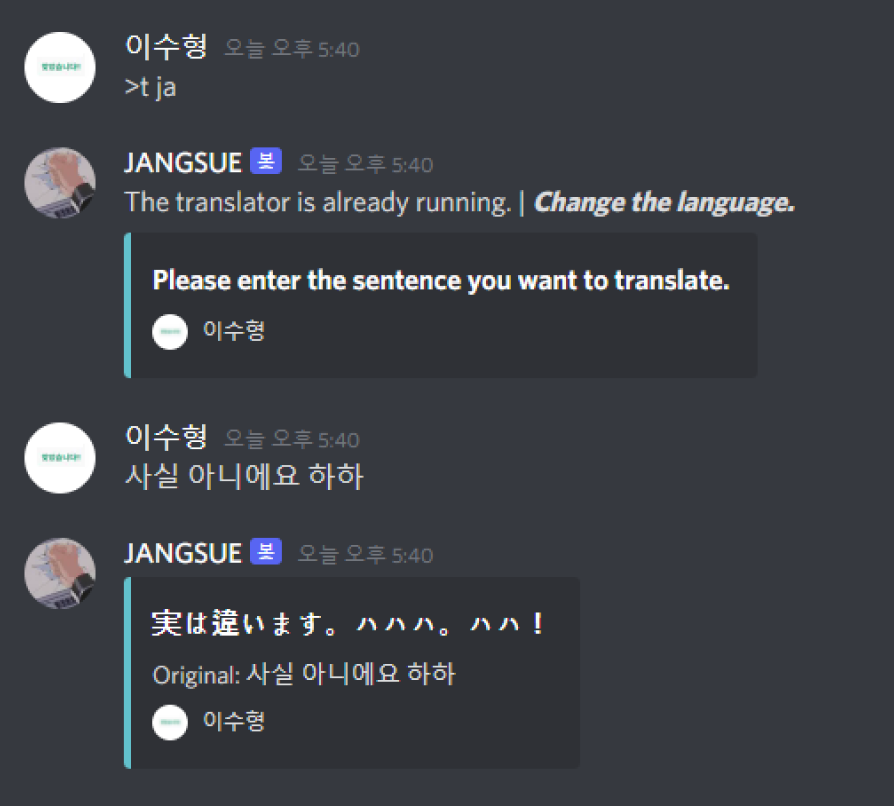 이수형 오늘 오후 5:40
>t ja
JANGSUE 봇 오늘 오후 5:40
The translator is already running. | Change the language.
Please enter the sentence you want to translate.
이수형
이수형 오늘 오후 5:40
사실 아니에요 하하
JANGSUE 봇 오늘 오후 5:40
実は違います。ハハハ。ハハ！
Original: 사실 아니에요 하하
이수형